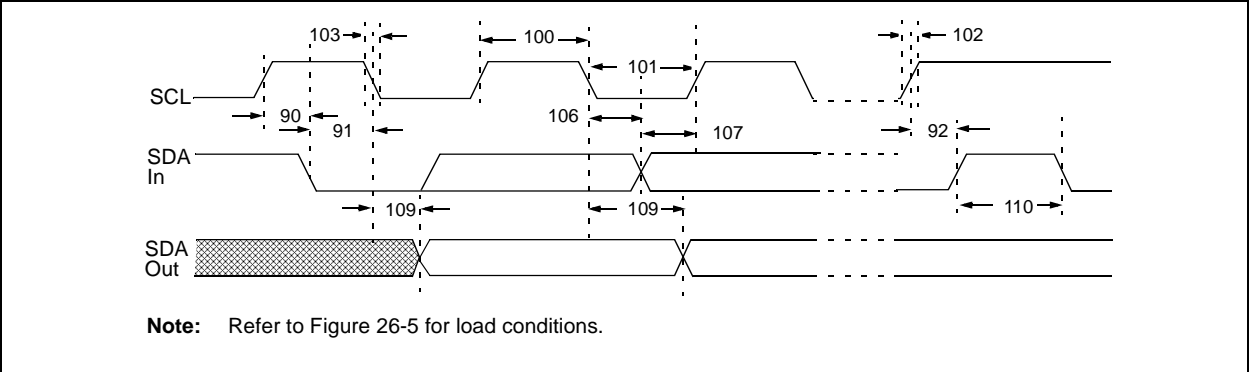 103 100 102
SCL 101
90 91 106 107 92
SDA
In
109 109 110
SDA
Out
Note: Refer to Figure 26-5 for load conditions.